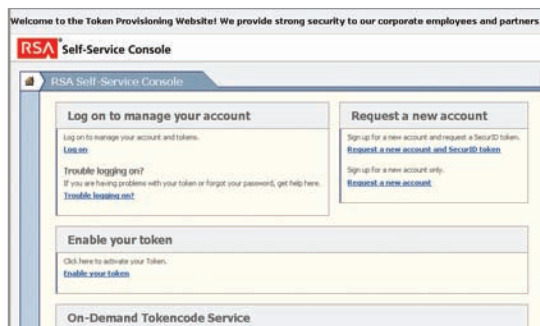 Welcome to the Token Provisioning Website! We provide strong security to our corporate employees and partners
RSA Self-Service Console
RSA Self-Service Console
Log on to manage your account
Log on to manage your account and tokens.
Log on
Trouble logging on?
If you are having problems with your token or forgot your password, get help here.
Trouble logging on?
Request a new account
Sign up for a new account and request a SecurID token.
Request a new account and SecurID token
Sign up for a new account only.
Request a new account
Enable your token
Click here to activate your Token.
Enable your token
On-Demand Tokencode Service